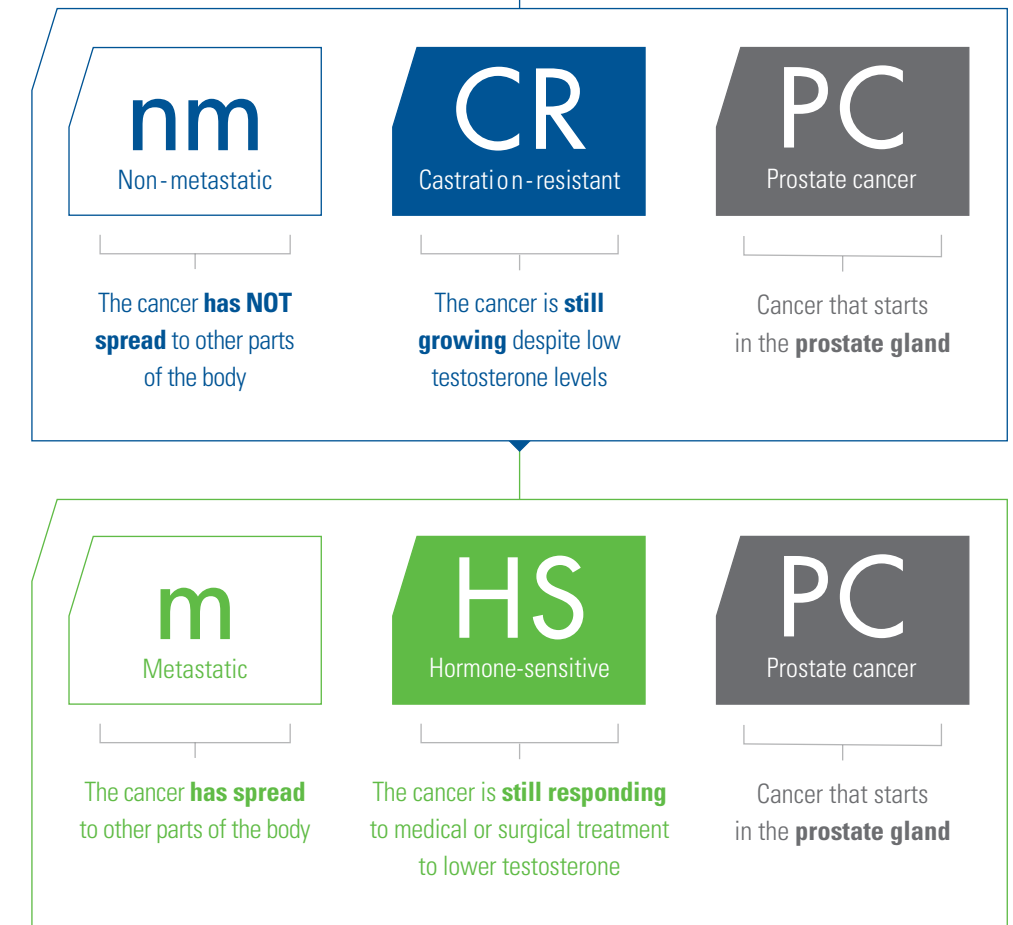 nm
Non-metastatic
The cancer has NOT
spread to other parts
of the body
CR
Castration-resistant
The cancer is still
growing despite low
testosterone levels
PC
Prostate cancer
Cancer that starts
in the prostate gland
m
Metastatic
The cancer has spread
to other parts of the body
HS
Hormone-sensitive
The cancer is still responding
to medical or surgical treatment
to lower testosterone
PC
Prostate cancer
Cancer that starts
in the prostate gland